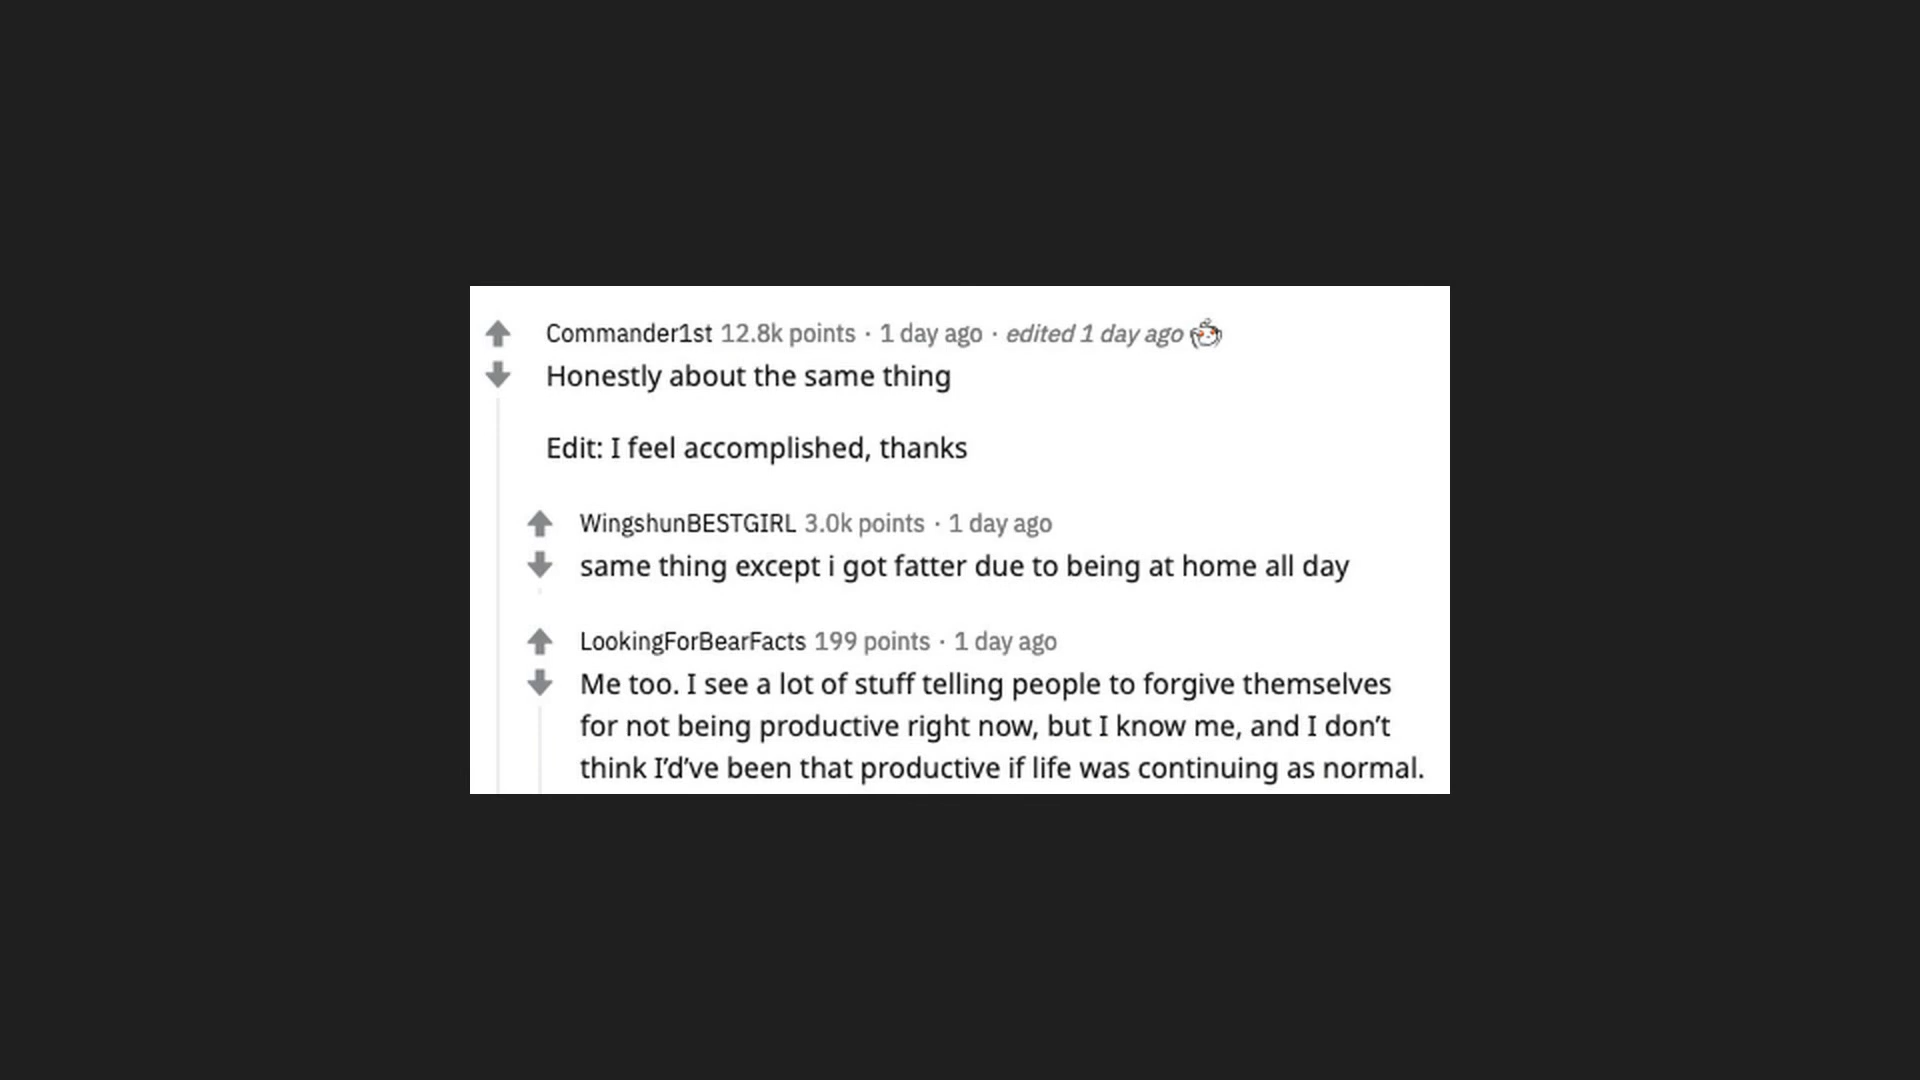 Commander1st 12.8k points · 1 day ago · edited 1 day ago
Honestly about the same thing
Edit: I feel accomplished, thanks
WingshunBESTGIRL 3.0k points · 1 day ago
same thing except i got fatter due to being at home all day
LookingForBearFacts 199 points · 1 day ago
Me too. I see a lot of stuff telling people to forgive themselves
for not being productive right now, but I know me, and I don’t
think I’d’ve been that productive if life was continuing as normal.